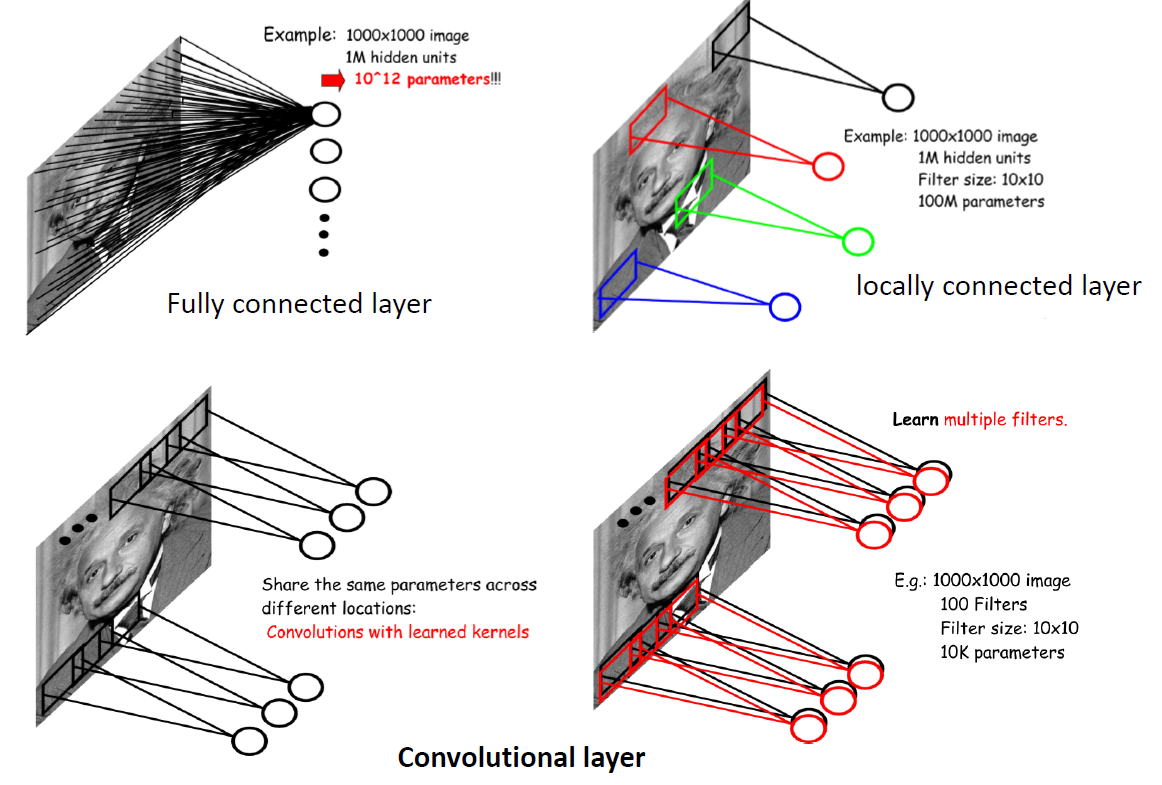 Example: 1000x1000 image
1M hidden units
10^12 parameters!!!
Fully connected layer
Example: 1000x1000 image
1M hidden units
Filter size: 10x10
100M parameters
locally connected layer
Share the same parameters across
different locations:
Convolutions with learned kernels
Learn multiple filters.
E.g.: 1000x1000 image
100 Filters
Filter size: 10x10
10K parameters
Convolutional layer